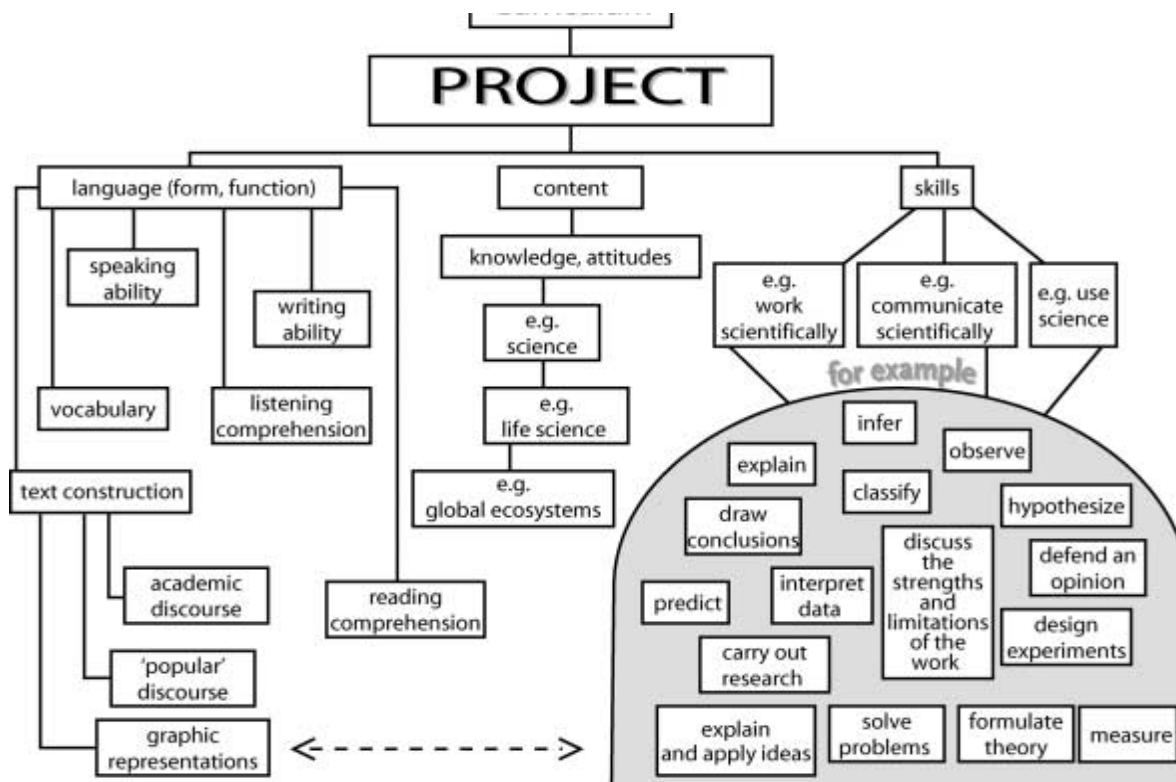 PROJECT
language (form, function)
content
skills
speaking
ability
writing
ability
vocabulary
listening
comprehension
text construction
academic
discourse
'popular'
discourse
graphic
representations
reading
comprehension
knowledge, attitudes
e.g.
science
e.g.
life science
e.g.
global ecosystems
e.g.
work
scientifically
e.g.
communicate
scientifically
e.g. use
science
for example
infer
observe
explain
classify
hypothesize
draw
conclusions
discuss
the
strengths
and
limitations
of the
work
defend an
opinion
predict
interpret
data
design
experiments
carry out
research
explain
and apply ideas
solve
problems
formulate
theory
measure